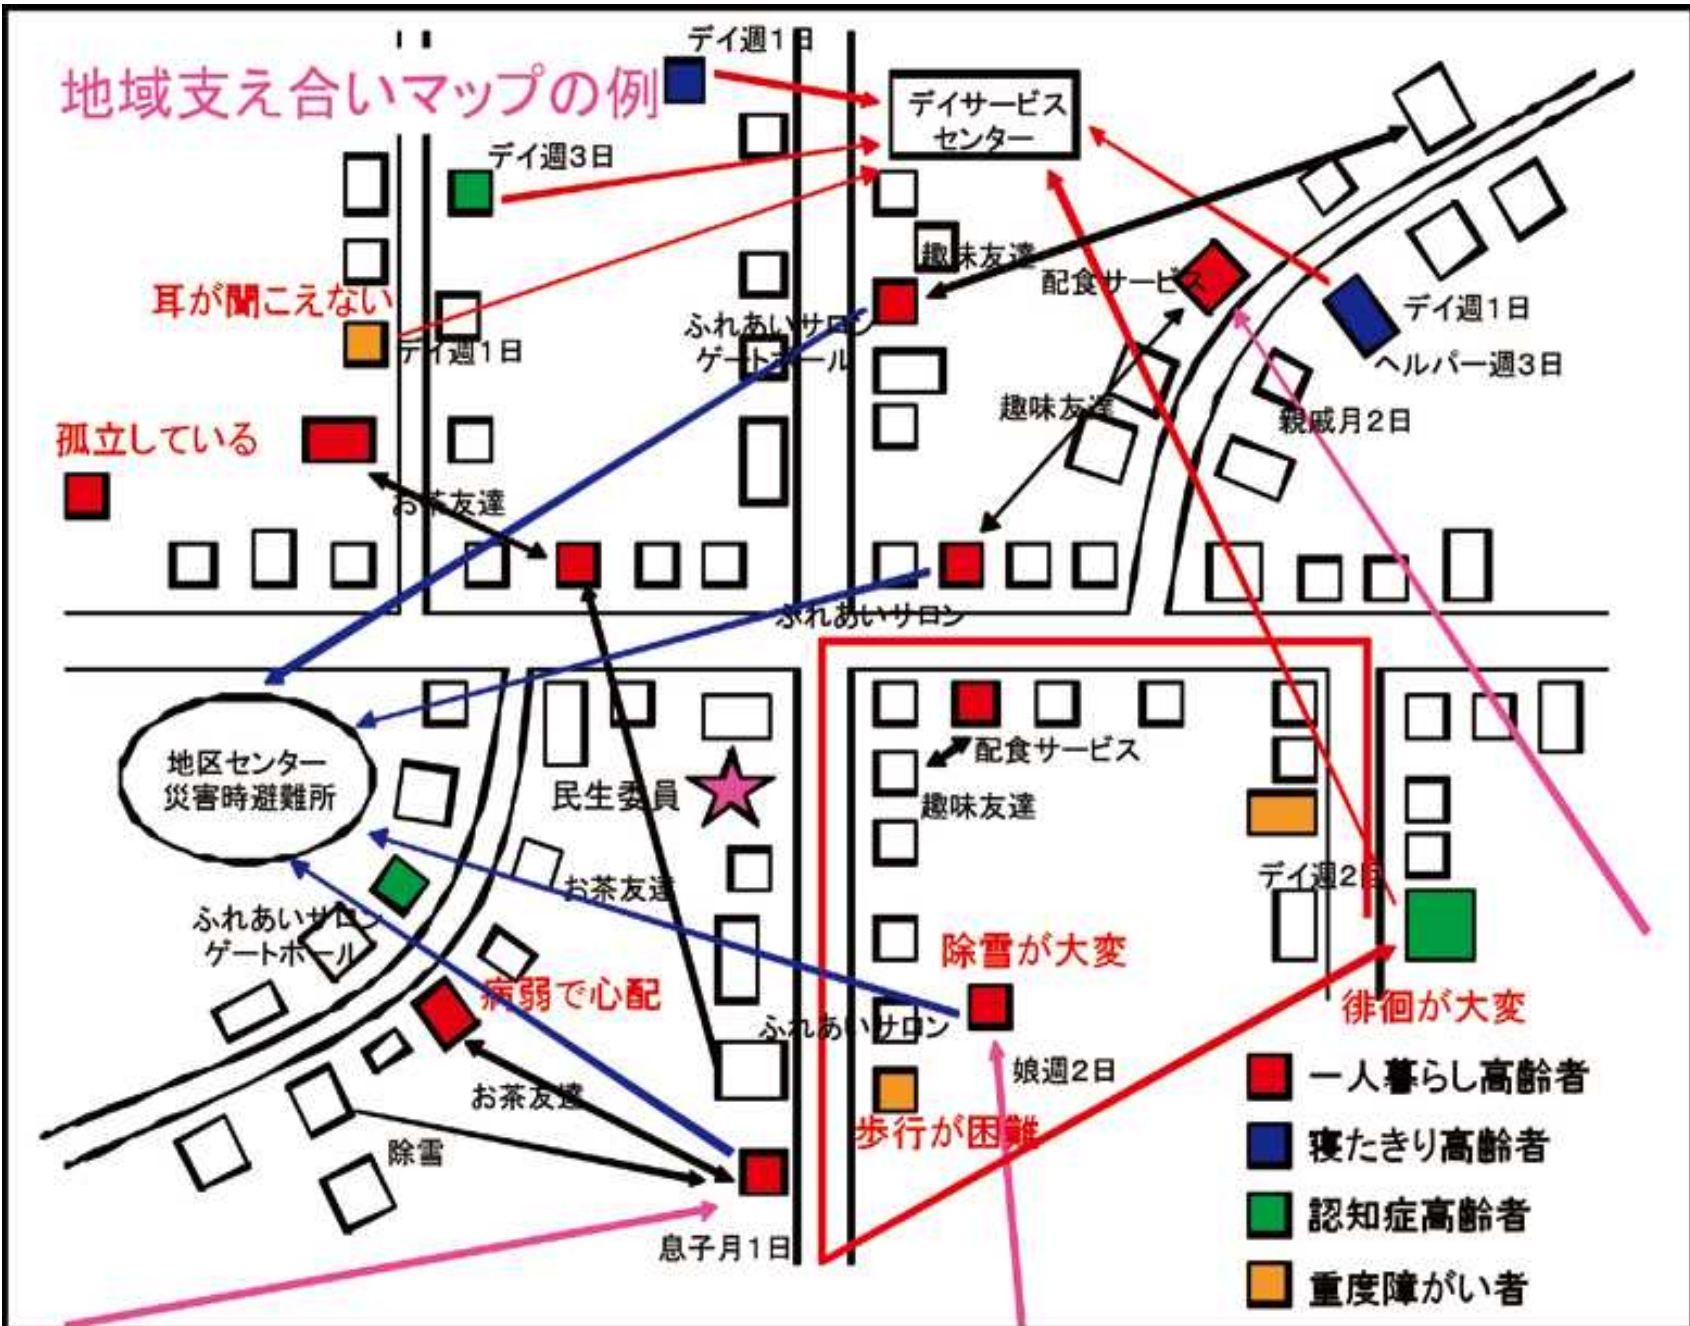 地域支え合いマップの例
デイ週1日
デイサービス
センター
デイ週3日
耳が聞こえない
デイ週1日
趣味友達
配食サービス
デイ週1日
ヘルパー週3日
ふれあいサロン
ゲートボール
趣味友達
親戚月2日
孤立している
お茶友達
ふれあいサロン
地区センター
災害時避難所
民生委員
配食サービス
趣味友達
お茶友達
デイ週2日
ふれあいサロン
ゲートボール
除雪が大変
病弱で心配
ふれあいサロン
徘徊が大変
娘週2日
お茶友達
歩行が困難
除雪
息子月1日
一人暮らし高齢者
寝たきり高齢者
認知症高齢者
重度障がい者